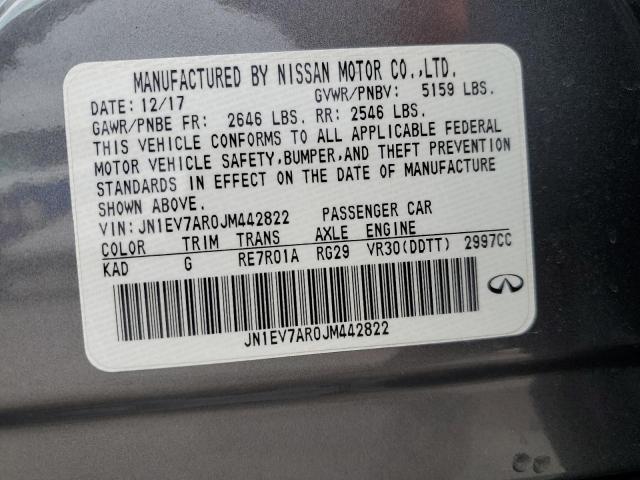 MANUFACTURED BY NISSAN MOTOR CO.,LTD.
DATE: 12/17 GVWR/PNBV: 5159 LBS.
GAWR/PNBE FR: 2646 LBS. RR: 2546 LBS.
THIS VEHICLE CONFORMS TO ALL APPLICABLE FEDERAL
MOTOR VEHICLE SAFETY,BUMPER,AND THEFT PREVENTION
STANDARDS IN EFFECT ON THE DATE OF MANUFACTURE
SHOWN ABOVE.
VIN: JN1EV7AR0JM442822 PASSENGER CAR
COLOR TRIM TRANS AXLE ENGINE
KAD G RE7R01A RG29 VR30(DDTT) 2997CC
JN1EV7AR0JM442822